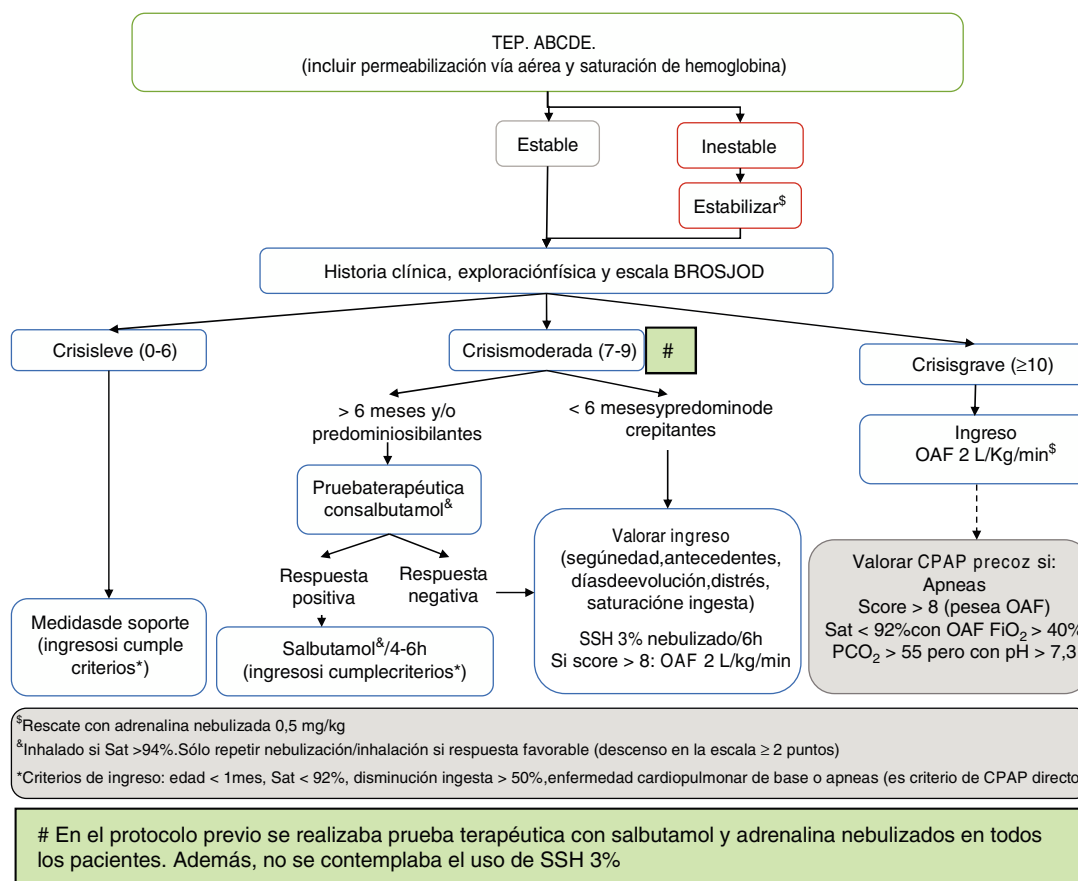 TEP. ABCDE.
(incluir permeabilización vía aérea y saturación de hemoglobina)
Estable
Inestable
Estabilizar$
Historia clínica, exploraciónfísica y escala BROSJOD
Crisisleve (0-6)
Crisismoderada (7-9)
#
Crisisgrave (≥10)
> 6 meses y/o
predominiosibilantes
< 6 mesesypredominode
crepitantes
Ingreso
OAF 2 L/Kg/min$
Pruebaterapéutica
consalbutamol&
Respuesta
positiva
Respuesta
negativa
Valorar ingreso
(segúnedad,antecedentes,
díasdeevolución,distrés,
saturacióne ingesta)
SSH 3% nebulizado/6h
Si score > 8: OAF 2 L/kg/min
Valorar CPAP precoz si:
Apneas
Score > 8 (pesea OAF)
Sat < 92%con OAF FiO2 > 40%
PCO2 > 55 pero con pH > 7,3
Medidasde soporte
(ingresosi cumple
criterios*)
Salbutamol&/4-6h
(ingresosi cumplecriterios*)
$Rescate con adrenalina nebulizada 0,5 mg/kg
&Inhalado si Sat >94%.Sólo repetir nebulización/inhalación si respuesta favorable (descenso en la escala ≥ 2 puntos)
*Criterios de ingreso: edad < 1mes, Sat < 92%, disminución ingesta > 50%,enfermedad cardiopulmonar de base o apneas (es criterio de CPAP directo
# En el protocolo previo se realizaba prueba terapéutica con salbutamol y adrenalina nebulizados en todos
los pacientes. Además, no se contemplaba el uso de SSH 3%